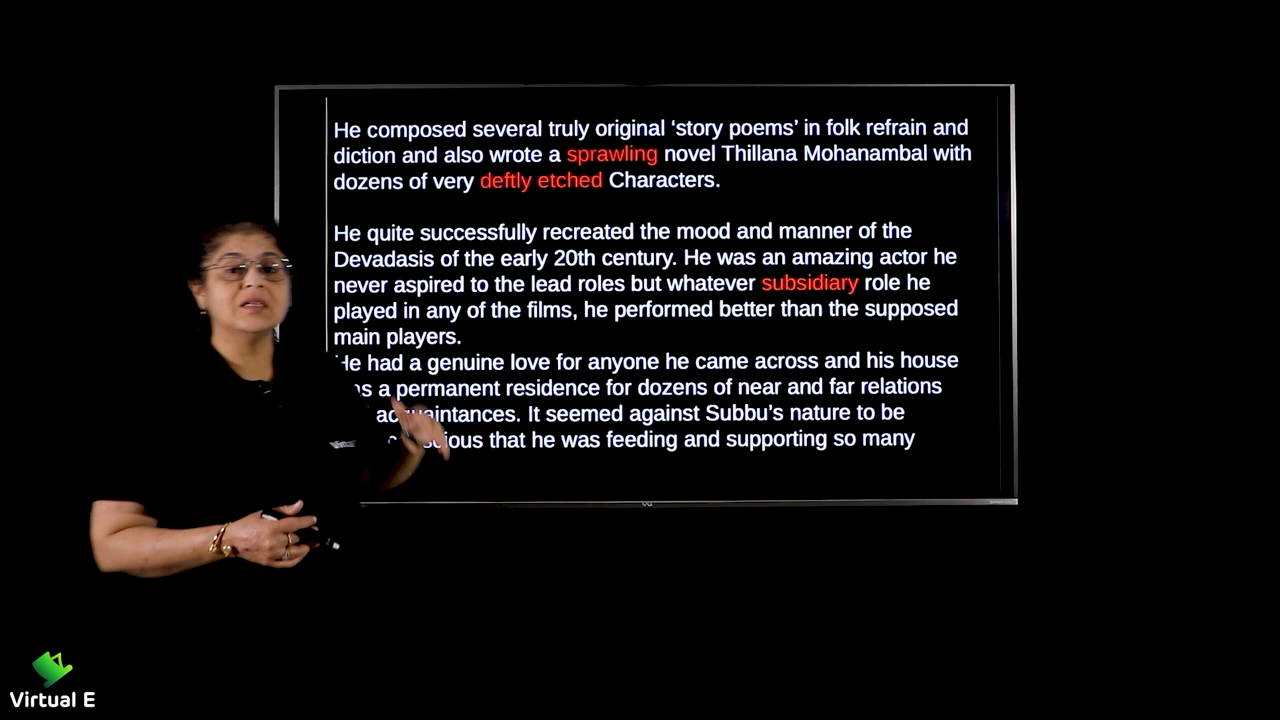 He composed several truly original ‘story poems’ in folk refrain and
diction and also wrote a sprawling novel Thillana Mohanambal with
dozens of very deftly etched Characters.
He quite successfully recreated the mood and manner of the
Devadasis of the early 20th century. He was an amazing actor he
never aspired to the lead roles but whatever subsidiary role he
played in any of the films, he performed better than the supposed
main players.
He had a genuine love for anyone he came across and his house
a permanent residence for dozens of near and far relations
acquaintances. It seemed against Subbu’s nature to be
that he was feeding and supporting so many
Virtual E